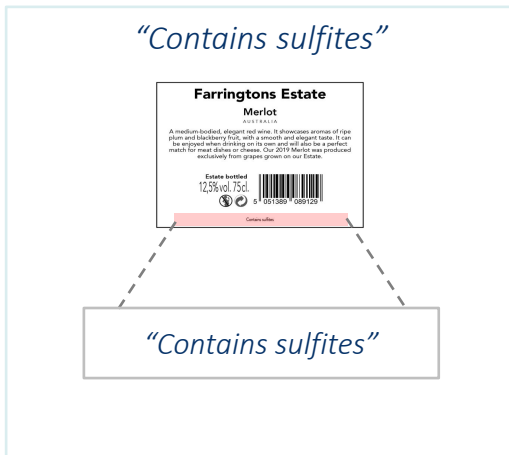 “Contains sulfites”
Farringtons Estate
Merlot
AUSTRALIA
A medium-bodied, elegant red wine. It showcases aromas of ripe
plum and blackberry fruit, with a smooth and elegant taste. It can
be enjoyed when drinking on its own and will also be a perfect
match for meat dishes or cheese. Our 2019 Merlot was produced
exclusively from grapes grown on our Estate.
Estate bottled
12,5%vol. 75cl.
5 051389 089129
Contains sulfites
“Contains sulfites”